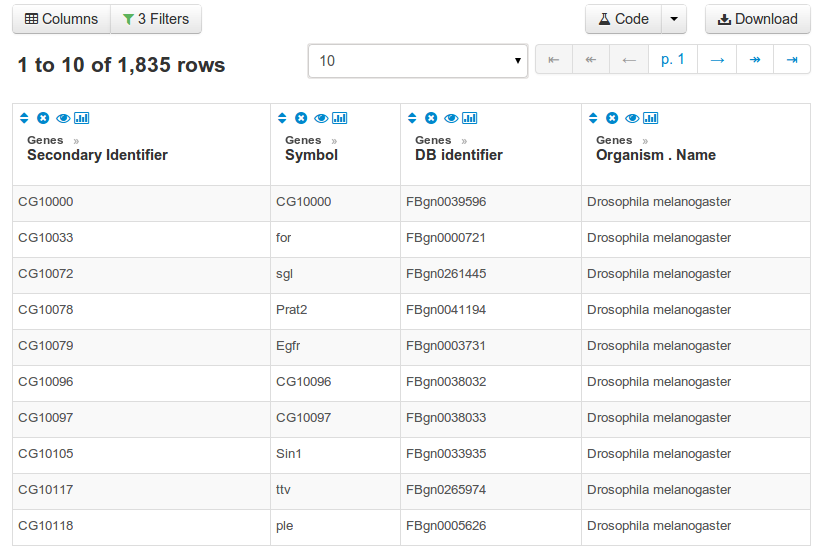 Columns 3 Filters Code Download
1 to 10 of 1,835 rows 10 p. 1
Genes » Genes » Genes » Genes »
Secondary Identifier Symbol DB identifier Organism . Name
CG10000 CG10000 FBgn0039596 Drosophila melanogaster
CG10033 for FBgn0000721 Drosophila melanogaster
CG10072 sgl FBgn0261445 Drosophila melanogaster
CG10078 Prat2 FBgn0041194 Drosophila melanogaster
CG10079 Egfr FBgn0003731 Drosophila melanogaster
CG10096 CG10096 FBgn0038032 Drosophila melanogaster
CG10097 CG10097 FBgn0038033 Drosophila melanogaster
CG10105 Sin1 FBgn0033935 Drosophila melanogaster
CG10117 ttv FBgn0265974 Drosophila melanogaster
CG10118 ple FBgn0005626 Drosophila melanogaster